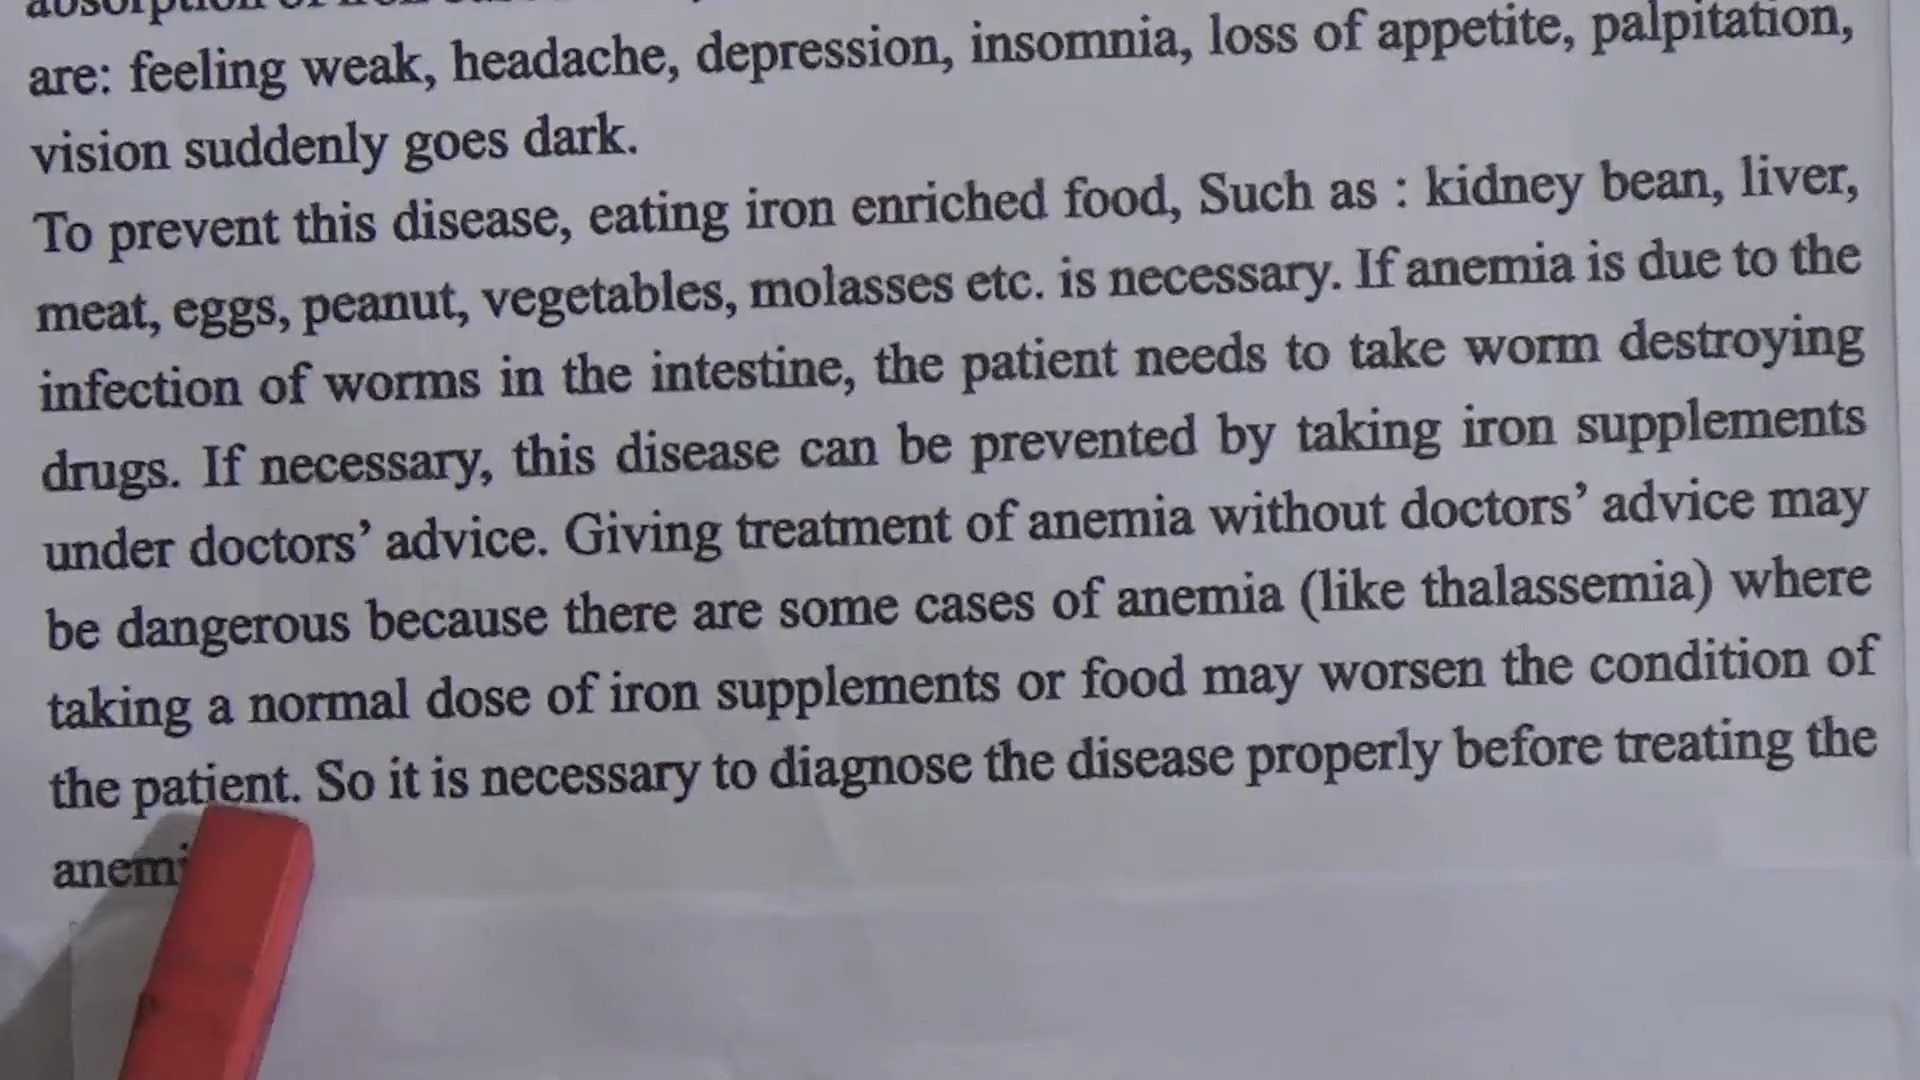 are: feeling weak, headache, depression, insomnia, loss of appetite, palpitation,
vision suddenly goes dark.
To prevent this disease, eating iron enriched food, Such as : kidney bean, liver,
meat, eggs, peanut, vegetables, molasses etc. is necessary. If anemia is due to the
infection of worms in the intestine, the patient needs to take worm destroying
drugs. If necessary, this disease can be prevented by taking iron supplements
under doctors’ advice. Giving treatment of anemia without doctors’ advice may
be dangerous because there are some cases of anemia (like thalassemia) where
taking a normal dose of iron supplements or food may worsen the condition of
the patient. So it is necessary to diagnose the disease properly before treating the